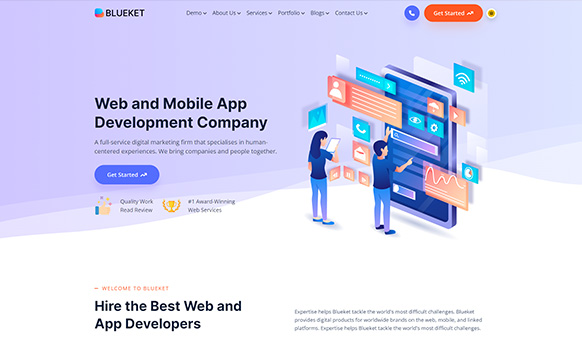 BLUEKET
Demo
About Us
Services
Portfolio
Blogs
Contact Us
Get Started
Web and Mobile App
Development Company
A full-service digital marketing firm that specialises in human-
centered experiences. We bring companies and people together.
Get Started
Quality Work
Read Review
#1 Award-Winning
Web Services
WELCOME TO BLUEKET
Hire the Best Web and
App Developers
Expertise helps Blueket tackle the world's most difficult challenges. Blueket
provides digital products for worldwide brands on the web, mobile, and linked
platforms. Expertise helps Blueket tackle the world's most difficult challenges.